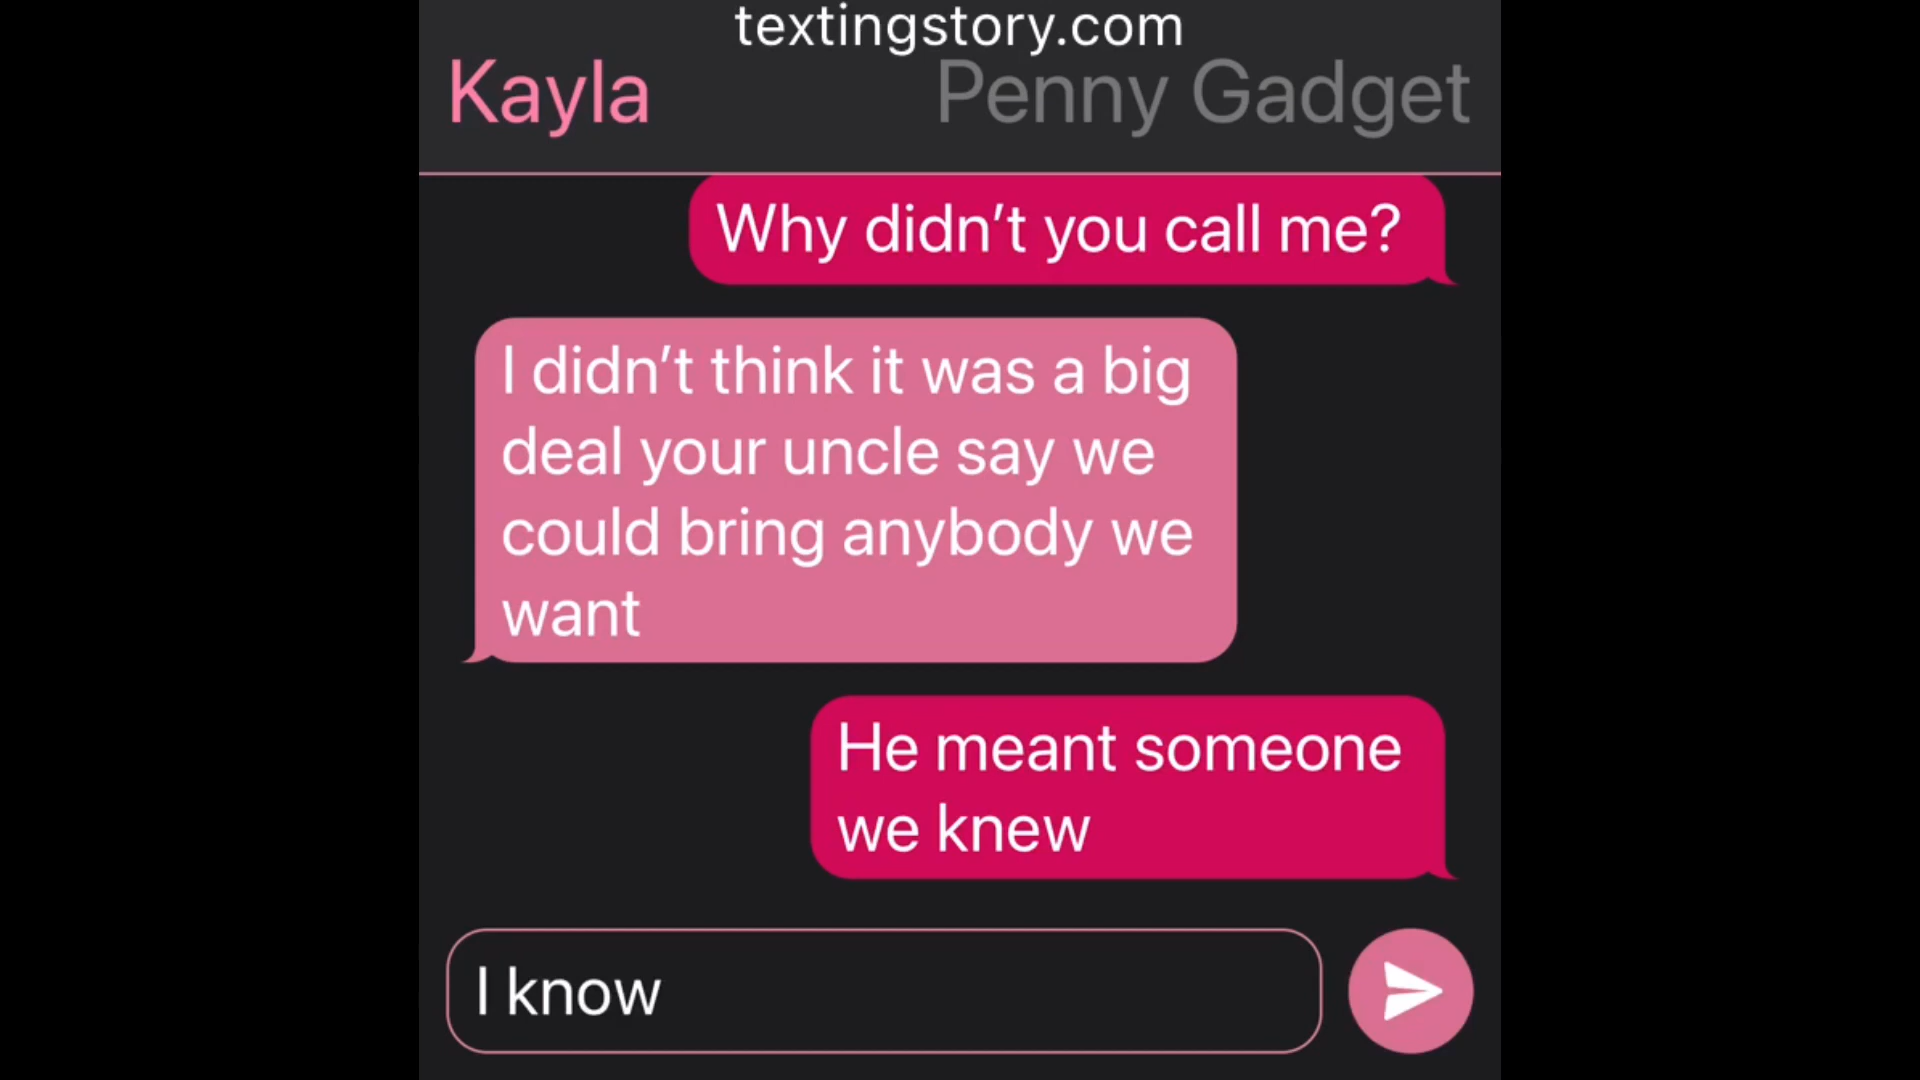 textingstory.com
Kayla Penny Gadget
Why didn’t you call me?
I didn’t think it was a big
deal your uncle say we
could bring anybody we
want
He meant someone
we knew
I know